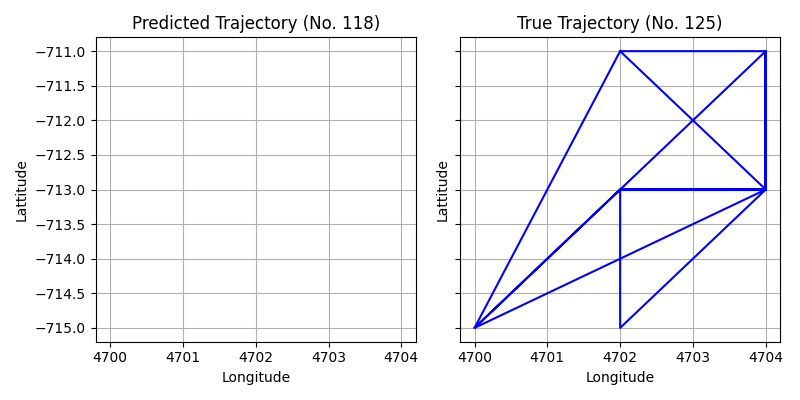 Predicted Trajectory (No. 118)
True Trajectory (No. 125)
−711.0
−711.5
−712.0
−712.5
−713.0
−713.5
−714.0
−714.5
−715.0
Lattitude
Lattitude
4700 4701 4702 4703 4704
4700 4701 4702 4703 4704
Longitude
Longitude